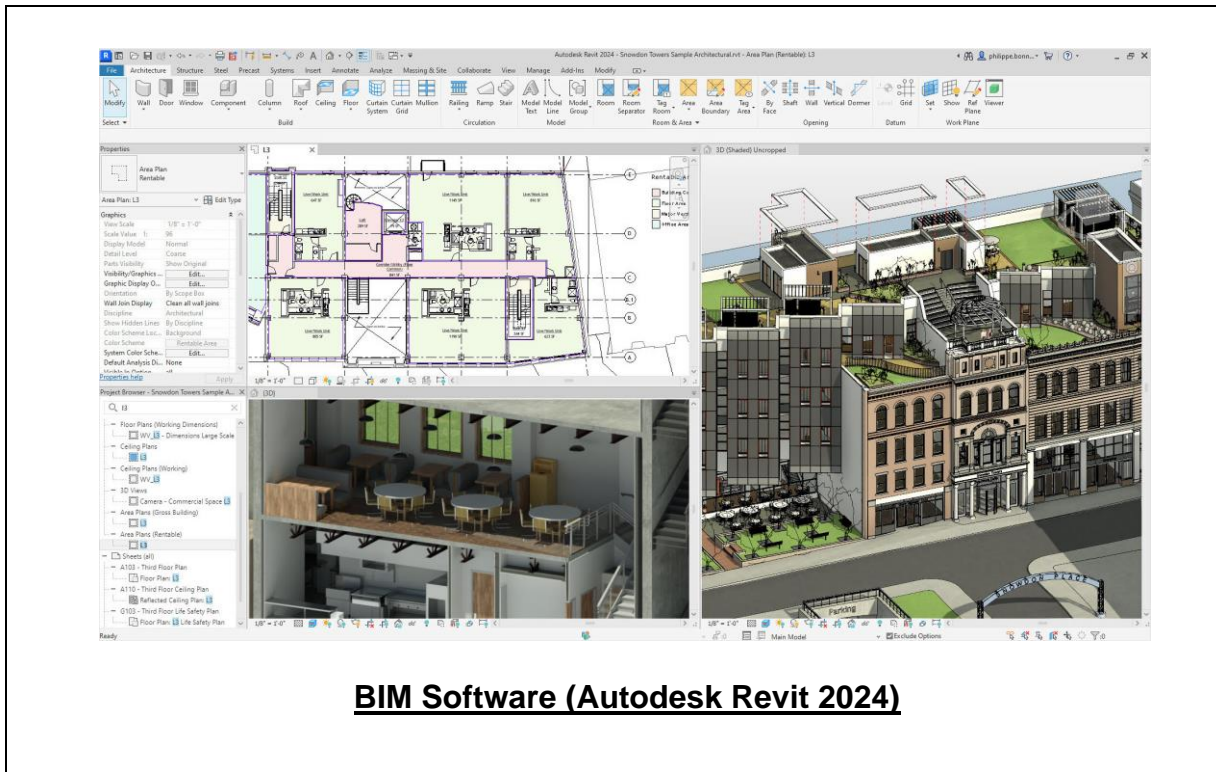 Autodesk Revit 2024 - Snowdon Towers Sample Architectural.rvt - Area Plan (Rentable): L3
philippe.bonn...
File Architecture Structure Steel Precast Systems Insert Annotate Analyze Massing & Site Collaborate View Manage Add-Ins Modify
Modify Wall Door Window Component Column Roof Ceiling Floor Curtain System Curtain Grid Mullion Railing Ramp Stair Model Text Model Line Model Group Room Room Separator Tag Room Area Area Boundary Tag Area By Face Shaft Wall Vertical Dormer Level Grid Set Show Ref Plane Viewer
Select Build Circulation Model Room & Area Opening Datum Work Plane
Properties
L3
3D (Shaded) Uncropped
Area Plan
Rentable
Area Plan: L3 Edit Type
Graphics
View Scale 1/8" = 1'-0"
Scale Value 1: 96
Display Model Normal
Detail Level Coarse
Parts Visibility Show Original
Visibility/Graphics ... Edit...
Graphic Display O... Edit...
Orientation By Scope Box
Wall Join Display Clean all wall joins
Discipline Architectural
Show Hidden Lines By Discipline
Color Scheme Loc... Background
Color Scheme Rentable Area
System Color Sche... Edit...
Default Analysis Di... None
Properties help Apply
E
D
C
B
A
1/8" = 1'-0"
Project Browser - Snowdon Towers Sample A...
{3D}
L3
Floor Plans (Working Dimensions)
WV_L3 - Dimensions Large Scale
Ceiling Plans
L3
Ceiling Plans (Working)
WV_L3
3D Views
Camera - Commercial Space L3
Area Plans (Gross Building)
L3
Area Plans (Rentable)
L3
Sheets (all)
A103 - Third Floor Plan
Floor Plan: L3
A110 - Third Floor Ceiling Plan
Reflected Ceiling Plan: L3
G103 - Third Floor Life Safety Plan
Floor Plan: L3 Life Safety Plan
1/8" = 1'-0"
SNOWDON PLACE
Parking
1/8" = 1'-0"
Ready
:0
Main Model
Exclude Options
:0
BIM Software (Autodesk Revit 2024)